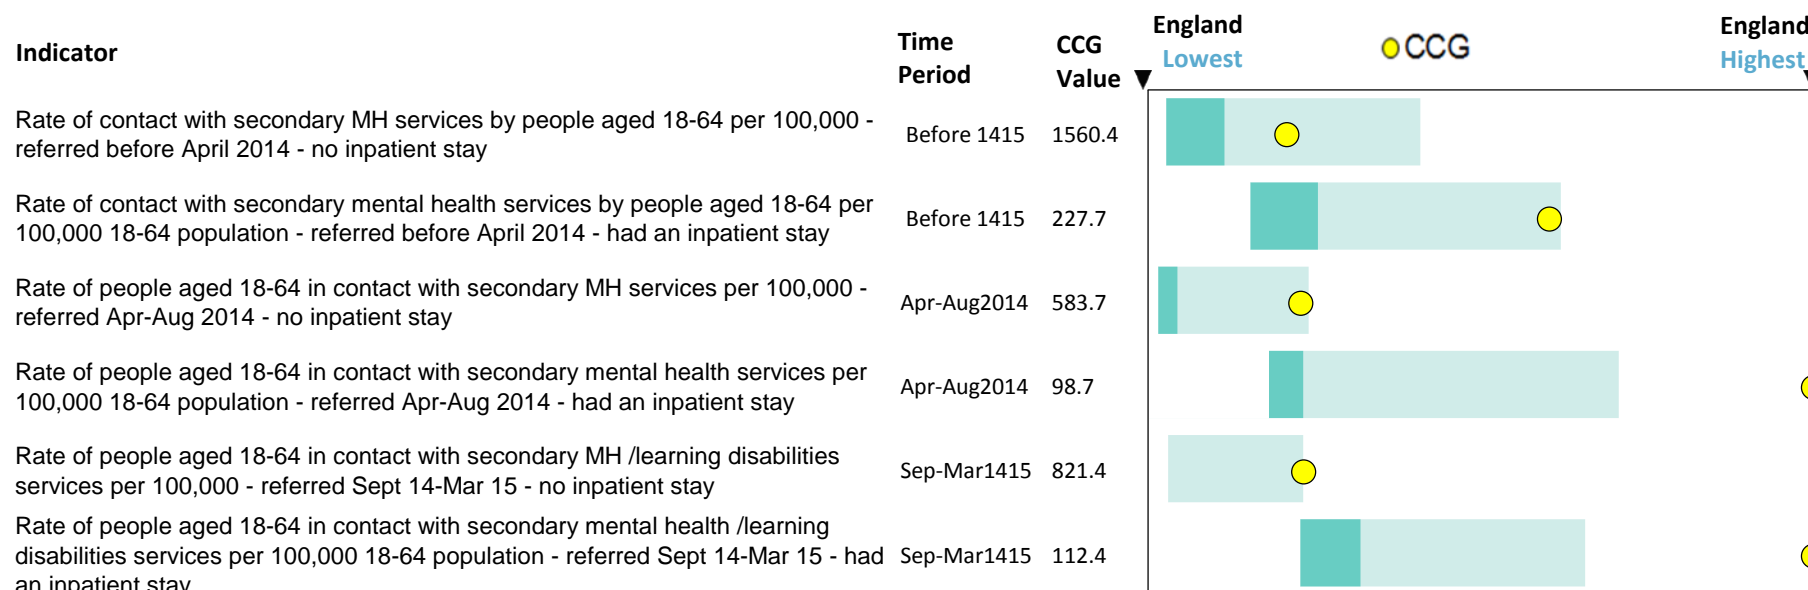 Indicator
Time Period
CCG Value
England Lowest
CCG
England Highest
Rate of contact with secondary MH services by people aged 18-64 per 100,000 -
referred before April 2014 - no inpatient stay
Before 1415 1560.4
Rate of contact with secondary mental health services by people aged 18-64 per
100,000 18-64 population - referred before April 2014 - had an inpatient stay
Before 1415 227.7
Rate of people aged 18-64 in contact with secondary MH services per 100,000 -
referred Apr-Aug 2014 - no inpatient stay
Apr-Aug2014 583.7
Rate of people aged 18-64 in contact with secondary mental health services per
100,000 18-64 population - referred Apr-Aug 2014 - had an inpatient stay
Apr-Aug2014 98.7
Rate of people aged 18-64 in contact with secondary MH /learning disabilities
services per 100,000 - referred Sept 14-Mar 15 - no inpatient stay
Sep-Mar1415 821.4
Rate of people aged 18-64 in contact with secondary mental health /learning
disabilities services per 100,000 18-64 population - referred Sept 14-Mar 15 - had
an inpatient stay
Sep-Mar1415 112.4